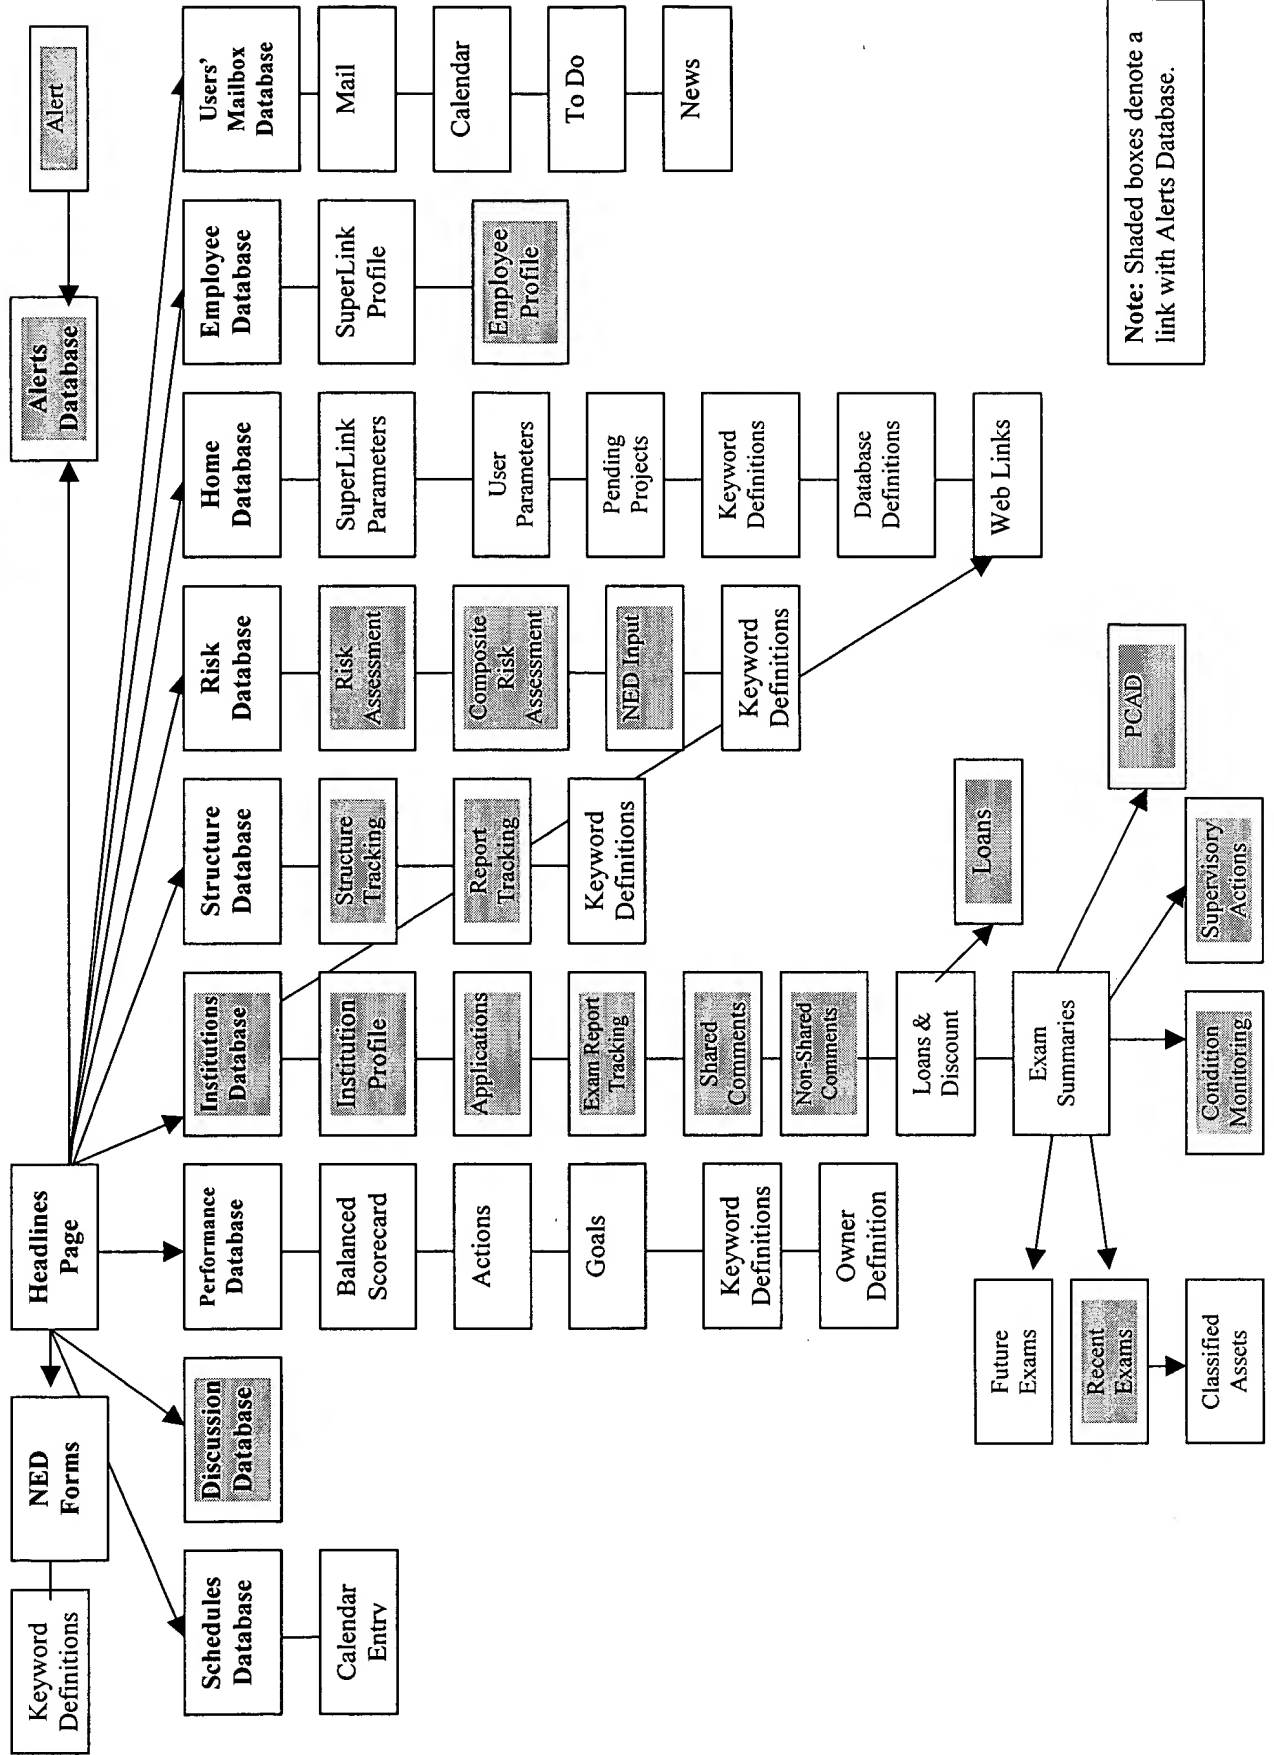 Keyword
Definitions
NED
Forms
Headlines
Page
Alerts
Database
Alert
Schedules
Database
Calendar
Entry
Discussion
Database
Performance
Database
Balanced
Scorecard
Actions
Goals
Keyword
Definitions
Owner
Definition
Institutions
Database
Institution
Profile
Applications
Exam Report
Tracking
Shared
Comments
Non-Shared
Comments
Loans &
Discount
Loans
Exam
Summaries
Future
Exams
Recent
Exams
Classified
Assets
Condition
Monitoring
Supervisory
Actions
PCAD
Structure
Database
Structure
Tracking
Report
Tracking
Keyword
Definitions
Risk
Database
Risk
Assessment
Composite
Risk
Assessment
NED Input
Keyword
Definitions
Home
Database
SuperLink
Parameters
User
Parameters
Pending
Projects
Keyword
Definitions
Database
Definitions
Web Links
Employee
Database
SuperLink
Profile
Employee
Profile
Users'
Mailbox
Database
Mail
Calendar
To Do
News
Note: Shaded boxes denote a
link with Alerts Database.